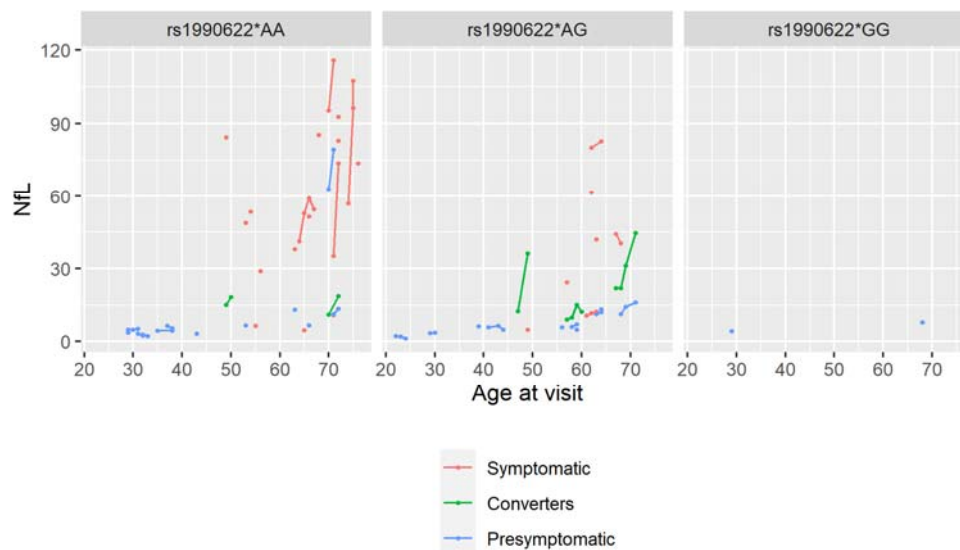 rs1990622*AA rs1990622*AG rs1990622*GG
120
90
60
30
0
NfL
20 30 40 50 60 70 20 30 40 50 60 70 20 30 40 50 60 70
Age at visit
Symptomatic
Converters
Presymptomatic